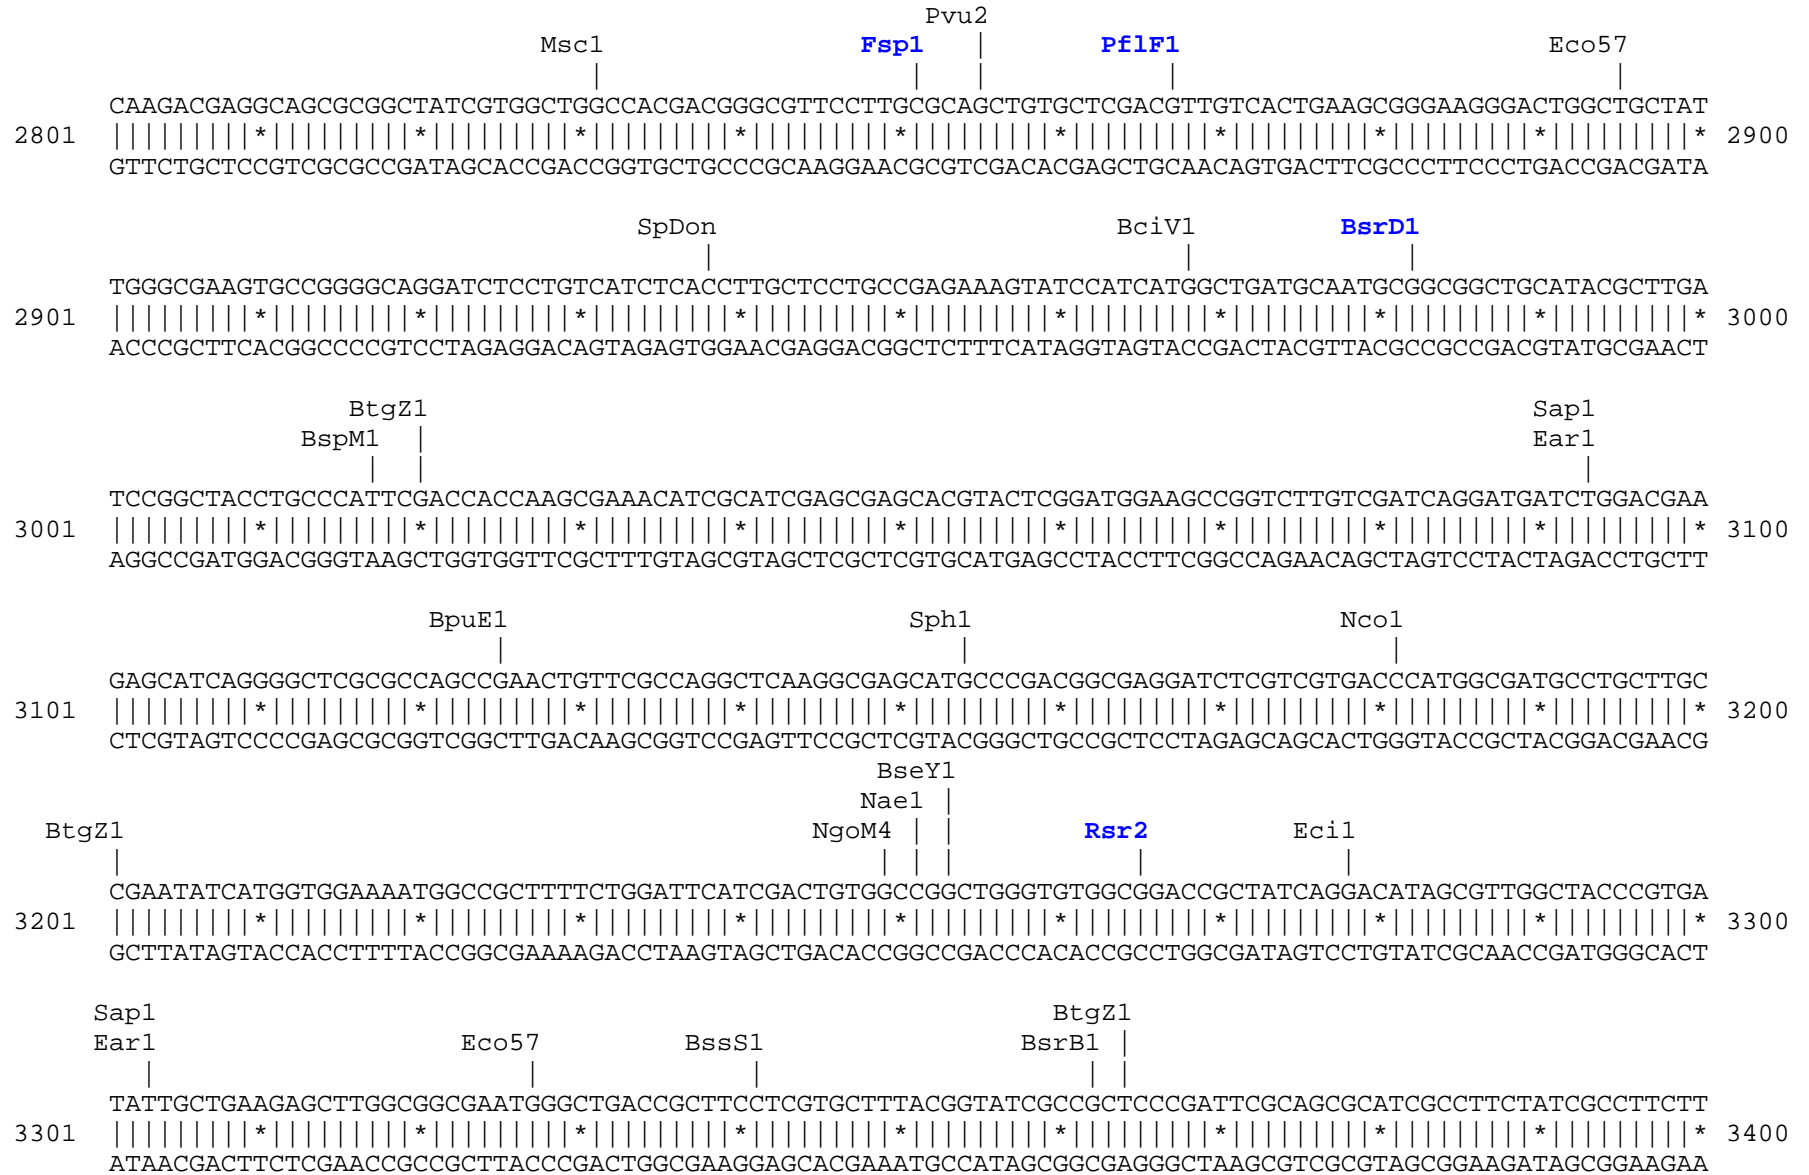 Pvu2
Msc1 Fsp1 | PflF1 Eco57
| | | | |
CAAGACGAGGCAGCGCGGCTATCGTGGCTGGCCACGACGGGCGTTCCTTGCGCAGCTGTGCTCGACGTTGTCACTGAAGCGGGAAGGGACTGGCTGCTAT
2801 |||||||||*|||||||||*|||||||||*|||||||||*|||||||||*|||||||||*|||||||||*|||||||||*|||||||||*|||||||||* 2900
GTTCTGCTCCGTCGCGCCGATAGCACCGACCGGTGCTGCCCGCAAGGAACGCGTCGACACGAGCTGCAACAGTGACTTCGCCCTTCCCTGACCGACGATA
SpDon BciV1 BsrD1
| | |
TGGGCGAAGTGCCGGGGCAGGATCTCCTGTCATCTCACCTTGCTCCTGCCGAGAAAGTATCCATCATGGCTGATGCAATGCGGCGGCTGCATACGCTTGA
2901 |||||||||*|||||||||*|||||||||*|||||||||*|||||||||*|||||||||*|||||||||*|||||||||*|||||||||*|||||||||* 3000
ACCCGCTTCACGGCCCCGTCCTAGAGGACAGTAGAGTGGAACGAGGACGGCTCTTTCATAGGTAGTACCGACTACGTTACGCCGCCGACGTATGCGAACT
BtgZ1 Sap1
BspM1 | Ear1
| | |
TCCGGCTACCTGCCCATTCGACCACCAAGCGAAACATCGCATCGAGCGAGCACGTACTCGGATGGAAGCCGGTCTTGTCGATCAGGATGATCTGGACGAA
3001 |||||||||*|||||||||*|||||||||*|||||||||*|||||||||*|||||||||*|||||||||*|||||||||*|||||||||*|||||||||* 3100
AGGCCGATGGACGGGTAAGCTGGTGGTTCGCTTTGTAGCGTAGCTCGCTCGTGCATGAGCCTACCTTCGGCCAGAACAGCTAGTCCTACTAGACCTGCTT
BpuE1 Sph1 Nco1
| | |
GAGCATCAGGGGCTCGCGCCAGCCGAACTGTTCGCCAGGCTCAAGGCGAGCATGCCCGACGGCGAGGATCTCGTCGTGACCCATGGCGATGCCTGCTTGC
3101 |||||||||*|||||||||*|||||||||*|||||||||*|||||||||*|||||||||*|||||||||*|||||||||*|||||||||*|||||||||* 3200
CTCGTAGTCCCCGAGCGCGGTCGGCTTGACAAGCGGTCCGAGTTCCGCTCGTACGGGCTGCCGCTCCTAGAGCAGCACTGGGTACCGCTACGGACGAACG
BseY1
Nae1 |
BtgZ1 NgoM4 | | Rsr2 Eci1
| | | | | |
CGAATATCATGGTGGAAAATGGCCGCTTTTCTGGATTCATCGACTGTGGCCGGCTGGGTGTGGCGGACCGCTATCAGGACATAGCGTTGGCTACCCGTGA
3201 |||||||||*|||||||||*|||||||||*|||||||||*|||||||||*|||||||||*|||||||||*|||||||||*|||||||||*|||||||||* 3300
GCTTATAGTACCACCTTTTACCGGCGAAAAGACCTAAGTAGCTGACACCGGCCGACCCACACCGCCTGGCGATAGTCCTGTATCGCAACCGATGGGCACT
Sap1 BtgZ1
Ear1 Eco57 BssS1 BsrB1 |
| | | | |
TATTGCTGAAGAGCTTGGCGGCGAATGGGCTGACCGCTTCCTCGTGCTTTACGGTATCGCCGCTCCCGATTCGCAGCGCATCGCCTTCTATCGCCTTCTT
3301 |||||||||*|||||||||*|||||||||*|||||||||*|||||||||*|||||||||*|||||||||*|||||||||*|||||||||*|||||||||* 3400
ATAACGACTTCTCGAACCGCCGCTTACCCGACTGGCGAAGGAGCACGAAATGCCATAGCGGCGAGGGCTAAGCGTCGCGTAGCGGAAGATAGCGGAAGAA